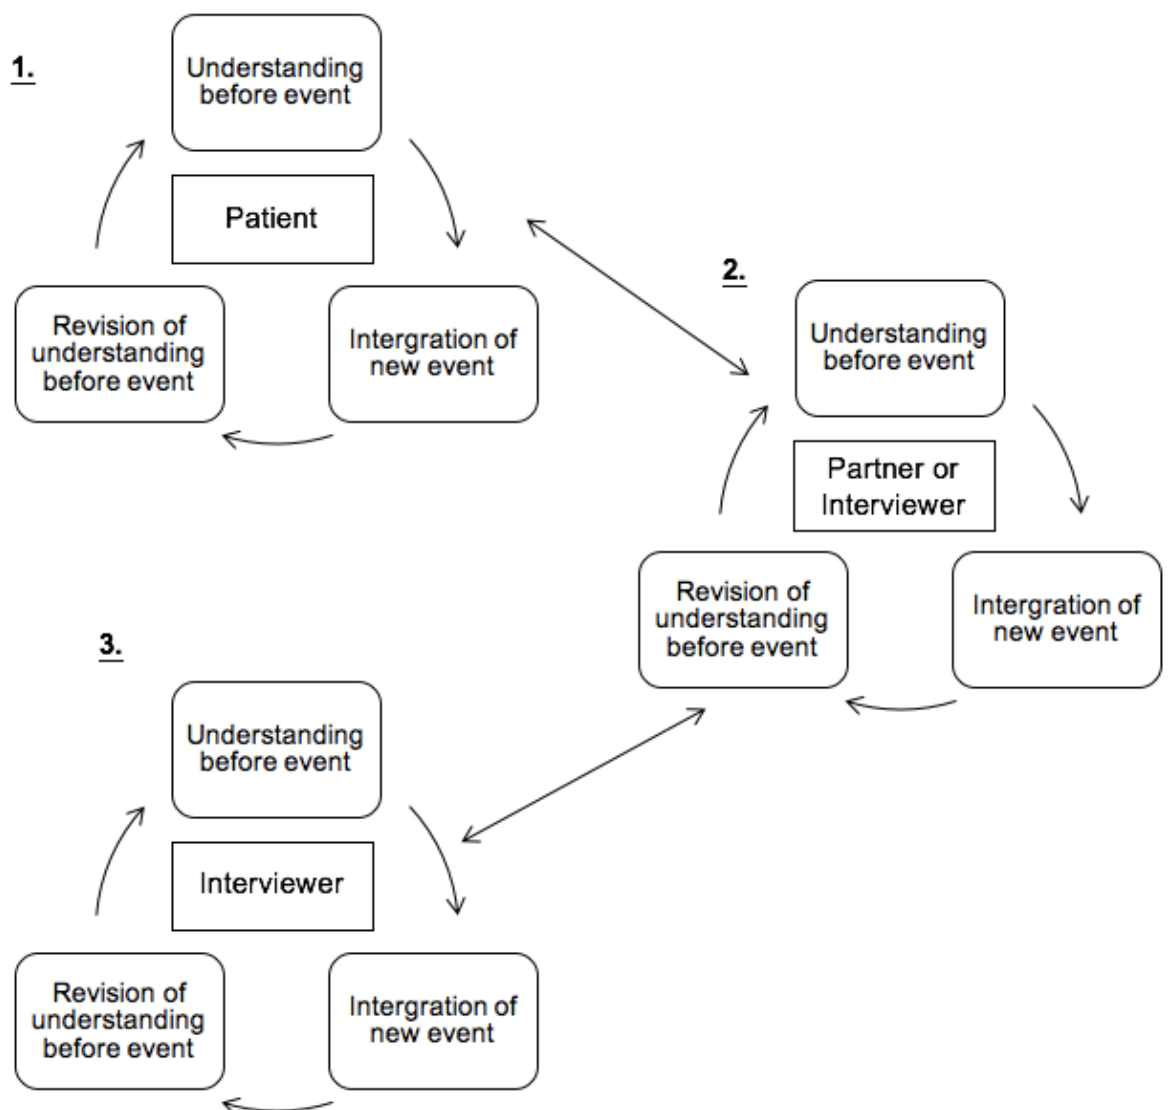 1.
Understanding
before event
Patient
Revision of
understanding
before event
Intergration of
new event
2.
Understanding
before event
Partner or
Interviewer
Revision of
understanding
before event
Intergration of
new event
3.
Understanding
before event
Interviewer
Revision of
understanding
before event
Intergration of
new event